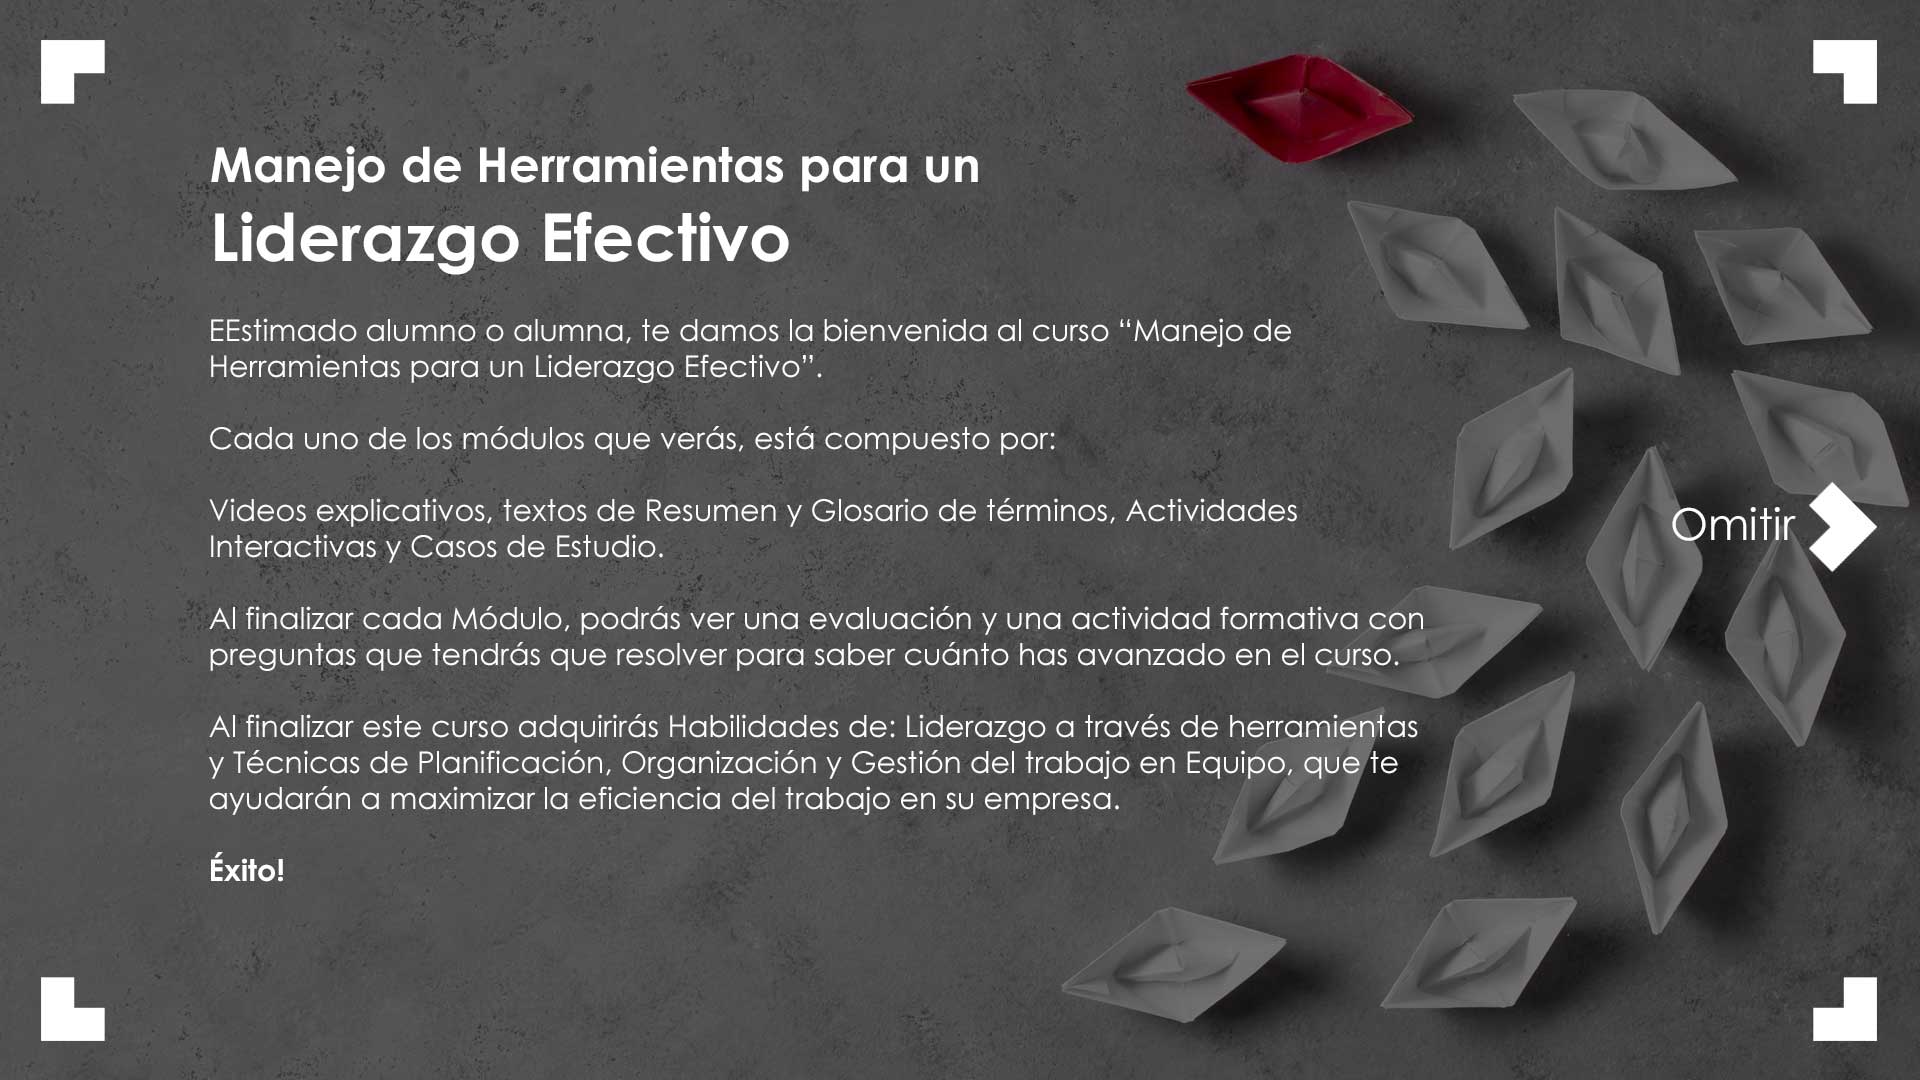 Manejo de Herramientas para un
Liderazgo Efectivo
EEstimado alumno o alumna, te damos la bienvenida al curso “Manejo de
Herramientas para un Liderazgo Efectivo”.
Cada uno de los módulos que verás, está compuesto por:
Videos explicativos, textos de Resumen y Glosario de términos, Actividades
Interactivas y Casos de Estudio.
Omitir
Al finalizar cada Módulo, podrás ver una evaluación y una actividad formativa con
preguntas que tendrás que resolver para saber cuánto has avanzado en el curso.
Al finalizar este curso adquirirás Habilidades de: Liderazgo a través de herramientas
y Técnicas de Planificación, Organización y Gestión del trabajo en Equipo, que te
ayudarán a maximizar la eficiencia del trabajo en su empresa.
Éxito!